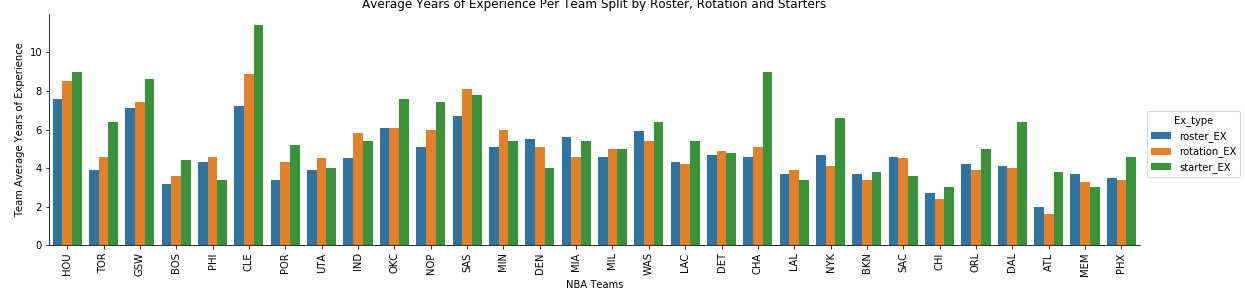 Average Years of Experience Per Team Split by Roster, Rotation and Starters
Team Average Years of Experience
10
8
6
4
2
0
HOU
TOR
GSW
BOS
PHI
CLE
POR
UTA
IND
OKC
NOP
SAS
MIN
DEN
MIA
MIL
WAS
LAC
DET
CHA
LAL
NYK
BKN
SAC
CHI
ORL
DAL
ATL
MEM
PHX
NBA Teams
Ex_type
roster_EX
rotation_EX
starter_EX